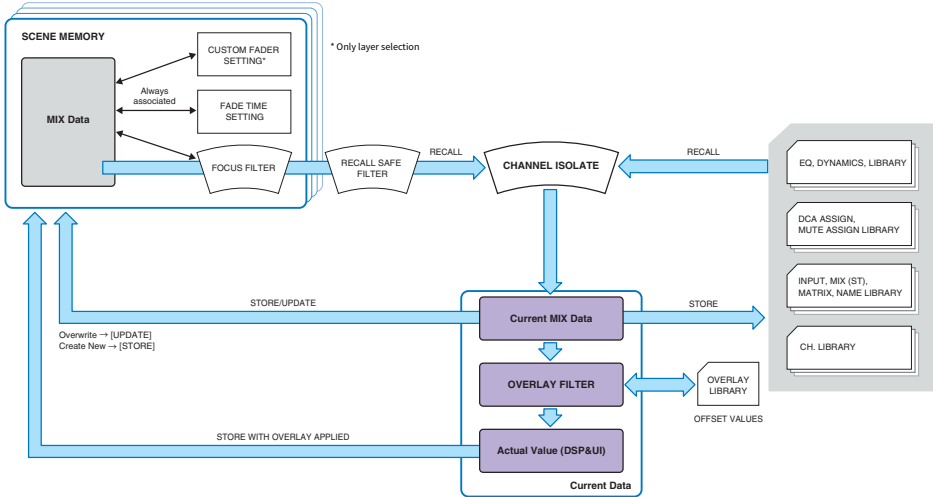 SCENE MEMORY
CUSTOM FADER
SETTING*
* Only layer selection
Always
associated
MIX Data
FADE TIME
SETTING
FOCUS FILTER
RECALL SAFE
FILTER
RECALL
CHANNEL ISOLATE
RECALL
EQ, DYNAMICS, LIBRARY
DCA ASSIGN,
MUTE ASSIGN LIBRARY
INPUT, MIX (ST),
MATRIX, NAME LIBRARY
CH. LIBRARY
STORE/UPDATE
Overwrite → [UPDATE]
Create New → [STORE]
Current MIX Data
STORE
OVERLAY FILTER
OVERLAY
LIBRARY
OFFSET VALUES
STORE WITH OVERLAY APPLIED
Actual Value (DSP&UI)
Current Data